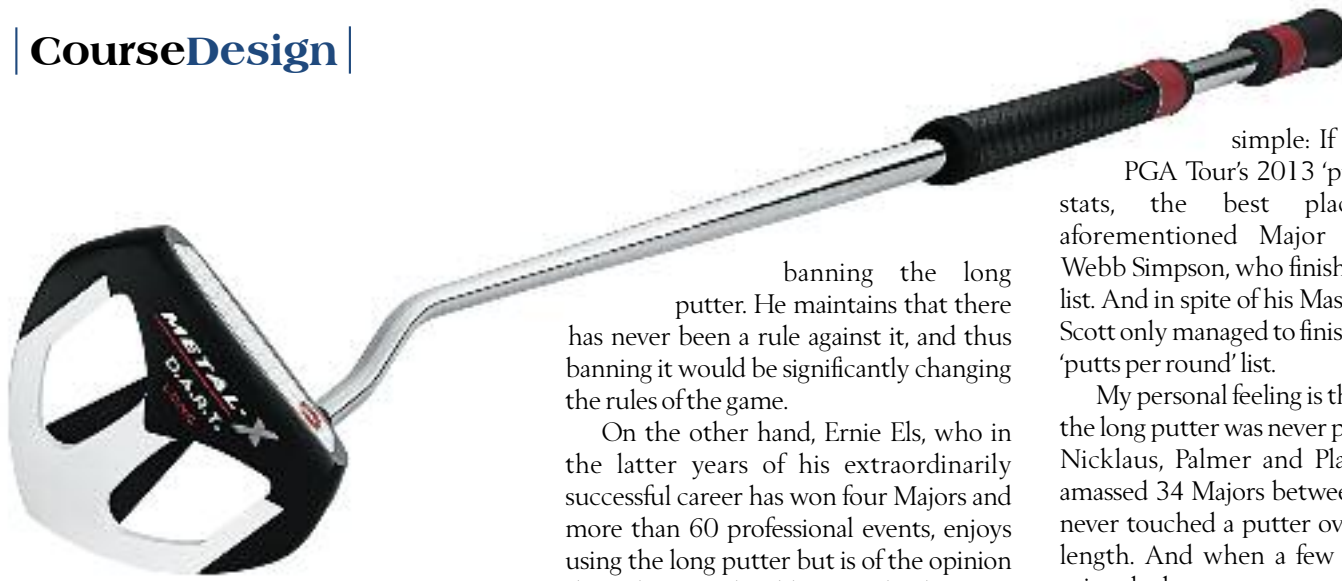 CourseDesign
METAL-X
D.A.R.T.
LONG
banning the long
putter. He maintains that there
has never been a rule against it, and thus
banning it would be significantly changing
the rules of the game.
On the other hand, Ernie Els, who in
the latter years of his extraordinarily
successful career has won four Majors and
more than 60 professional events, enjoys
using the long putter but is of the opinion
simple: If
PGA Tour's 2013 'p
stats, the best plac
aforementioned Major
Webb Simpson, who finish
list. And in spite of his Mas
Scott only managed to finis
'putts per round' list.
My personal feeling is th
the long putter was never p
Nicklaus, Palmer and Pla
amassed 34 Majors betwee
never touched a putter ov
length. And when a few